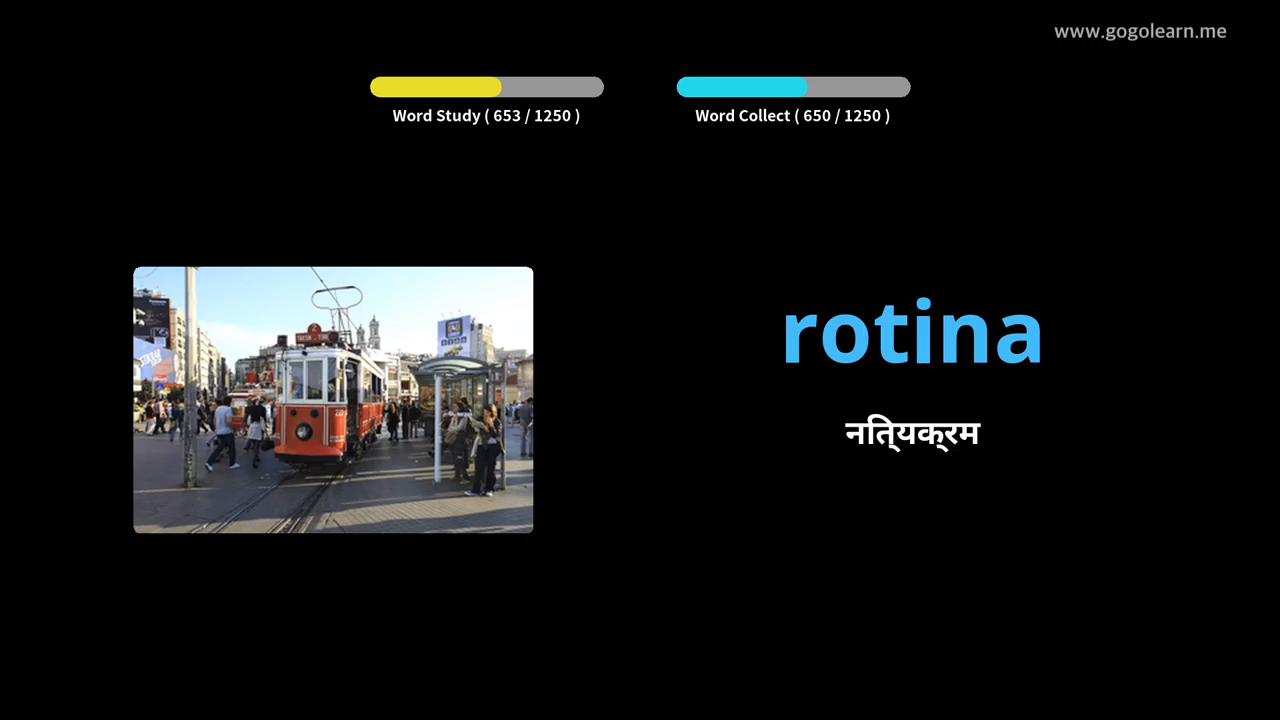 www.gogolearn.me
Word Study ( 653 / 1250 )
Word Collect ( 650 / 1250 )
rotina
नित्यक्रम